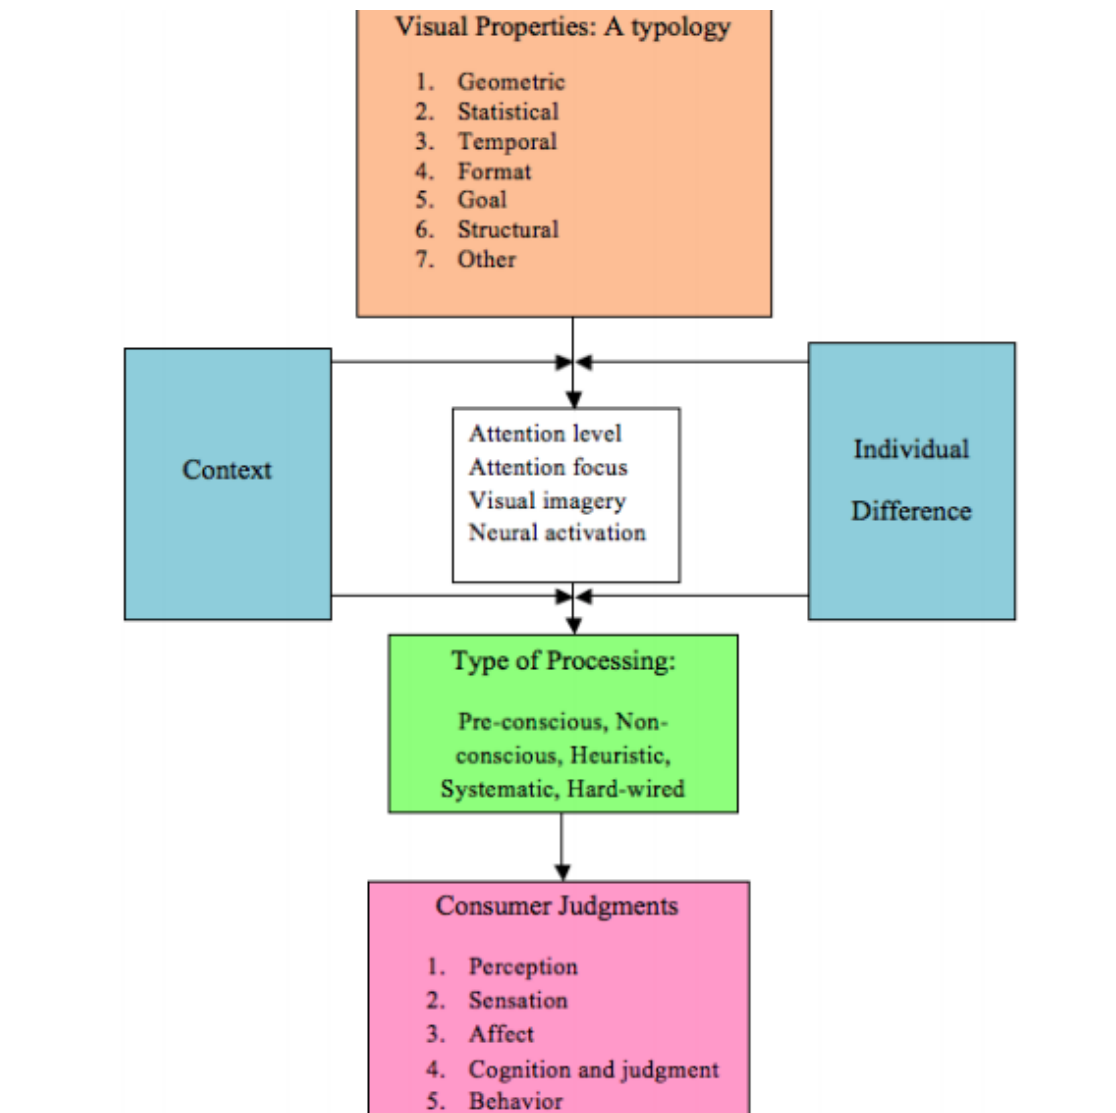 Visual Properties: A typology
1. Geometric
2. Statistical
3. Temporal
4. Format
5. Goal
6. Structural
7. Other
Context
Attention level
Attention focus
Visual imagery
Neural activation
Individual
Difference
Type of Processing:
Pre-conscious, Non-
conscious, Heuristic,
Systematic, Hard-wired
Consumer Judgments
1. Perception
2. Sensation
3. Affect
4. Cognition and judgment
5. Behavior